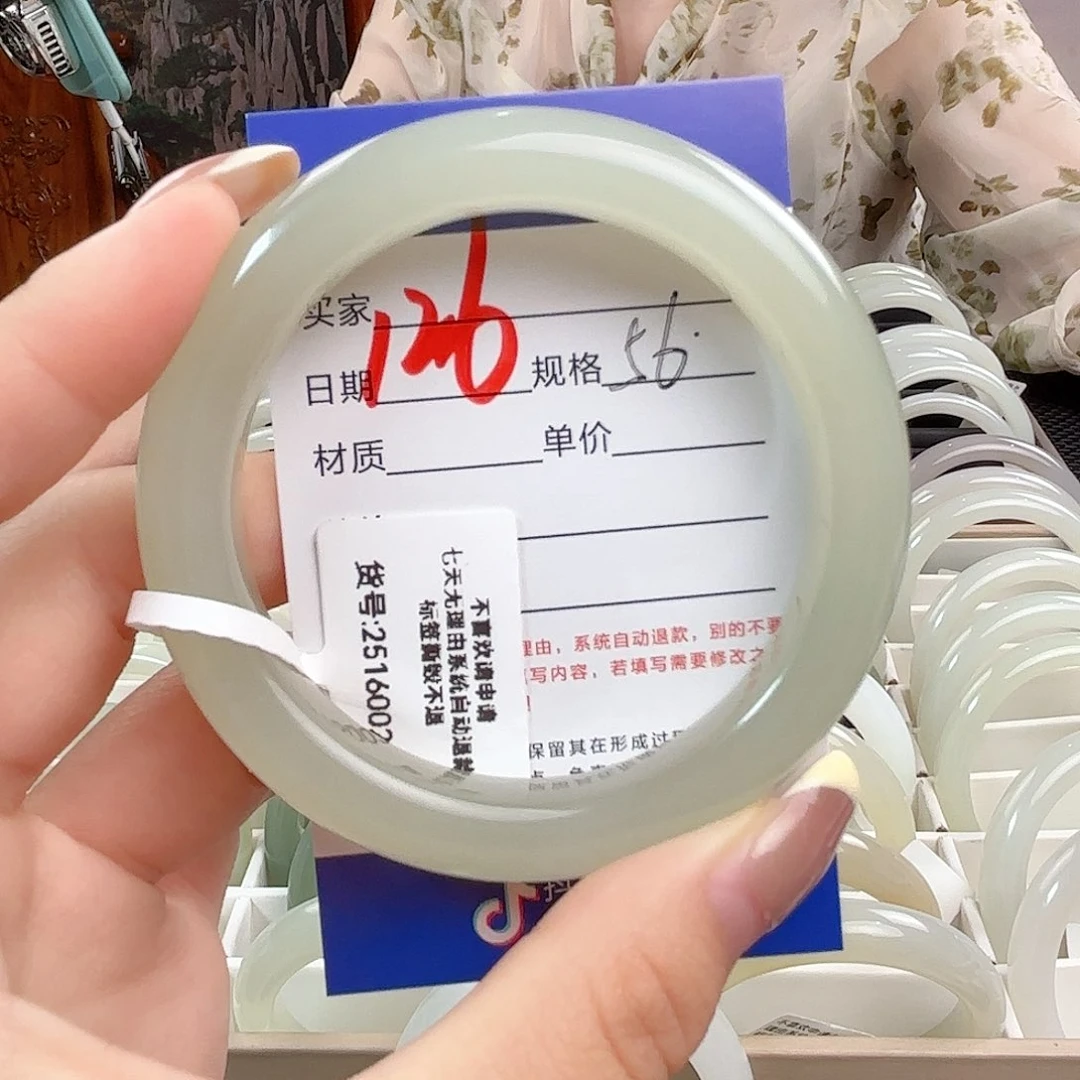 买家
126
日期 规格 56
材质 单价
货号:2516002
不喜欢请申请
七天无理由系统自动退款
标签撕毁不退
理由，系统自动退款，别的不要
写内容，若填写需要修改之
保留其在形成过
抖